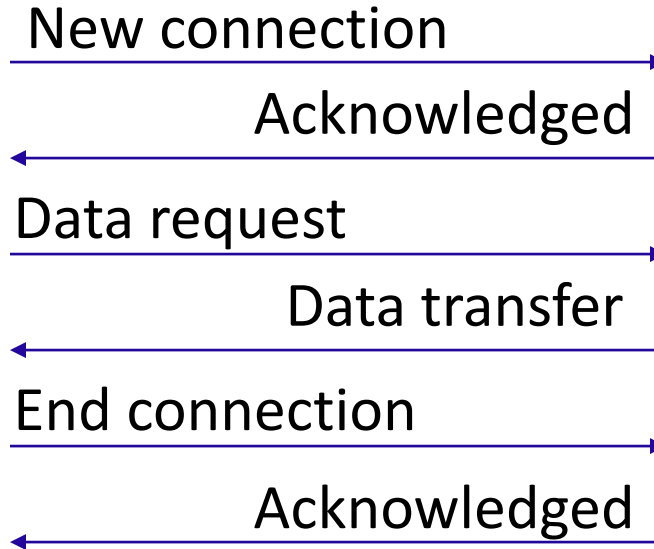 New connection
Acknowledged
Data request
Data transfer
End connection
Acknowledged